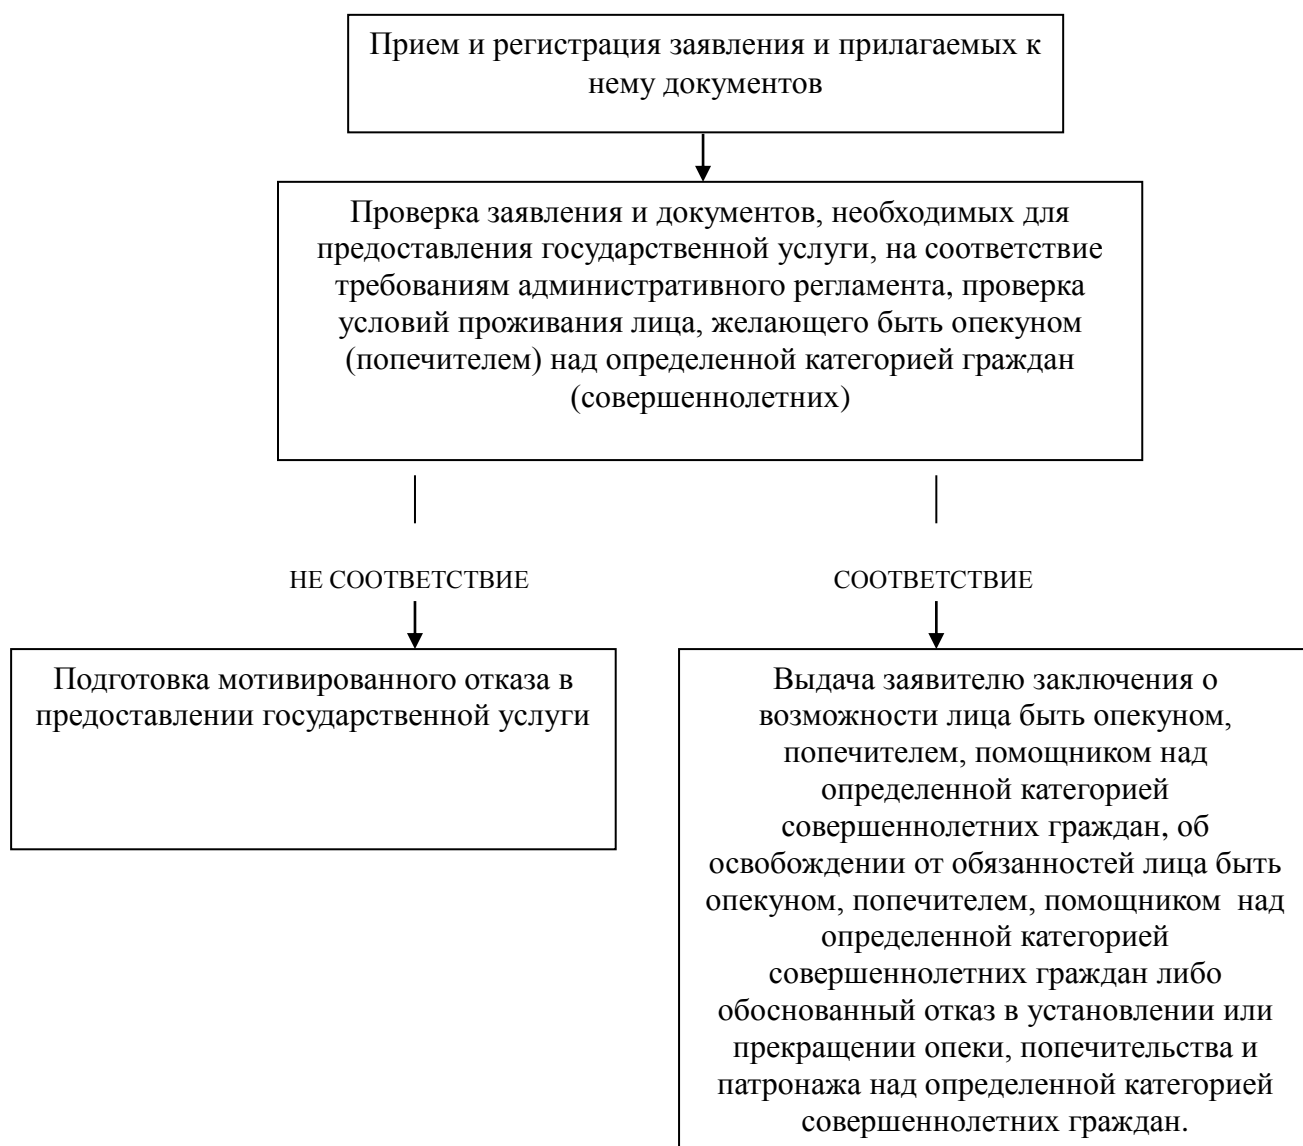 Прием и регистрация заявления и прилагаемых к
нему документов
Проверка заявления и документов, необходимых для
предоставления государственной услуги, на соответствие
требованиям административного регламента, проверка
условий проживания лица, желающего быть опекуном
(попечителем) над определенной категорией граждан
(совершеннолетних)
НЕ СООТВЕТСТВИЕ
СООТВЕТСТВИЕ
Подготовка мотивированного отказа в
предоставлении государственной услуги
Выдача заявителю заключения о
возможности лица быть опекуном,
попечителем, помощником над
определенной категорией
совершеннолетних граждан, об
освобождении от обязанностей лица быть
опекуном, попечителем, помощником  над
определенной категорией
совершеннолетних граждан либо
обоснованный отказ в установлении или
прекращении опеки, попечительства и
патронажа над определенной категорией
совершеннолетних граждан.